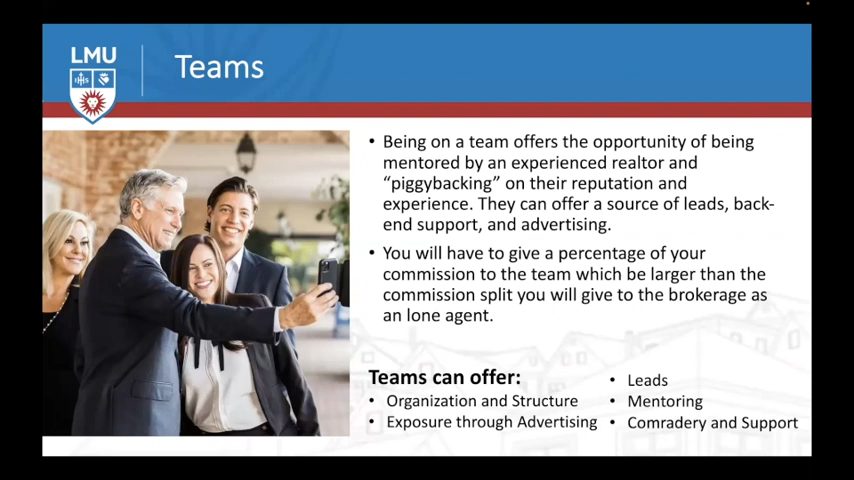 LMU
IHS
Teams
• Being on a team offers the opportunity of being
mentored by an experienced realtor and
“piggybacking” on their reputation and
experience. They can offer a source of leads, back-
end support, and advertising.
• You will have to give a percentage of your
commission to the team which be larger than the
commission split you will give to the brokerage as
an lone agent.
Teams can offer:
• Organization and Structure
• Exposure through Advertising
• Leads
• Mentoring
• Comradery and Support